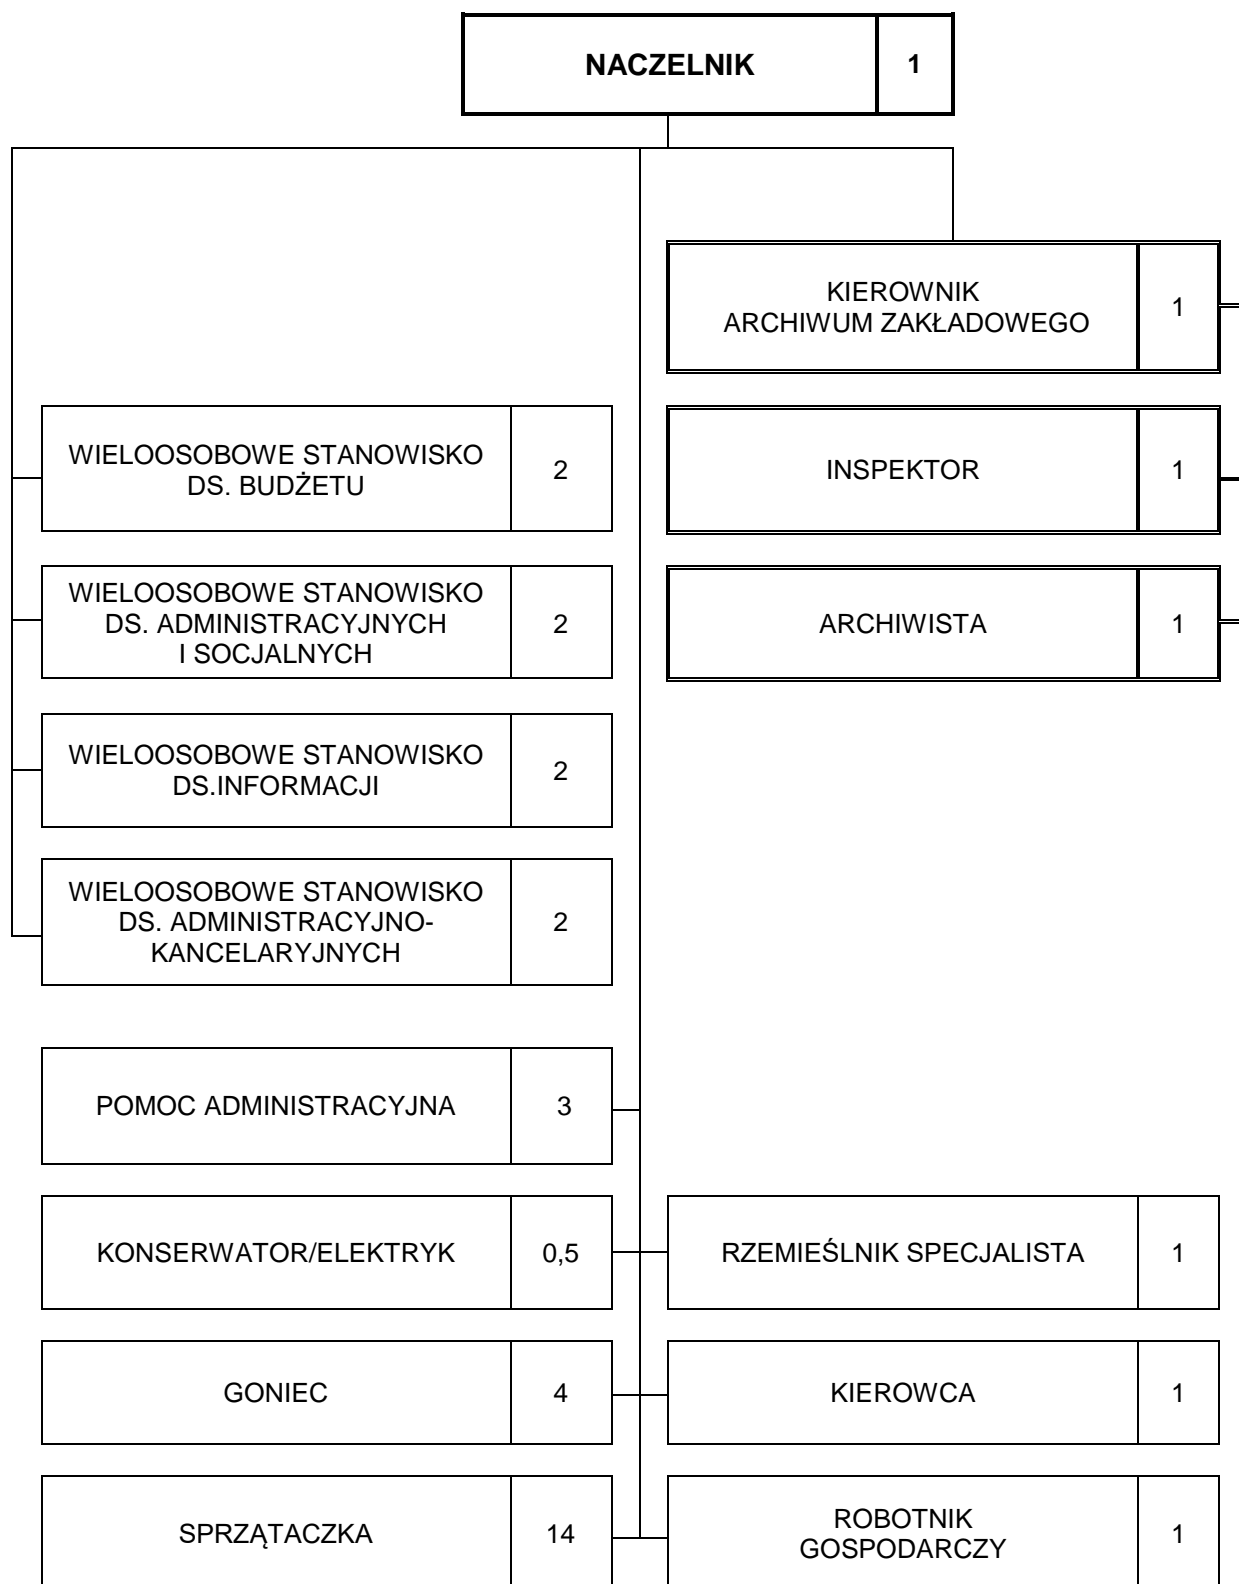 NACZELNIK 1
KIEROWNIK
ARCHIWUM ZAKŁADOWEGO 1
WIELOOSOBOWE STANOWISKO
DS. BUDŻETU 2
INSPEKTOR 1
WIELOOSOBOWE STANOWISKO
DS. ADMINISTRACYJNYCH
I SOCJALNYCH 2
ARCHIWISTA 1
WIELOOSOBOWE STANOWISKO
DS.INFORMACJI 2
WIELOOSOBOWE STANOWISKO
DS. ADMINISTRACYJNO-
KANCELARYJNYCH 2
POMOC ADMINISTRACYJNA 3
KONSERWATOR/ELEKTRYK 0,5
RZEMIEŚLNIK SPECJALISTA 1
GONIEC 4
KIEROWCA 1
SPRZĄTACZKA 14
ROBOTNIK
GOSPODARCZY 1